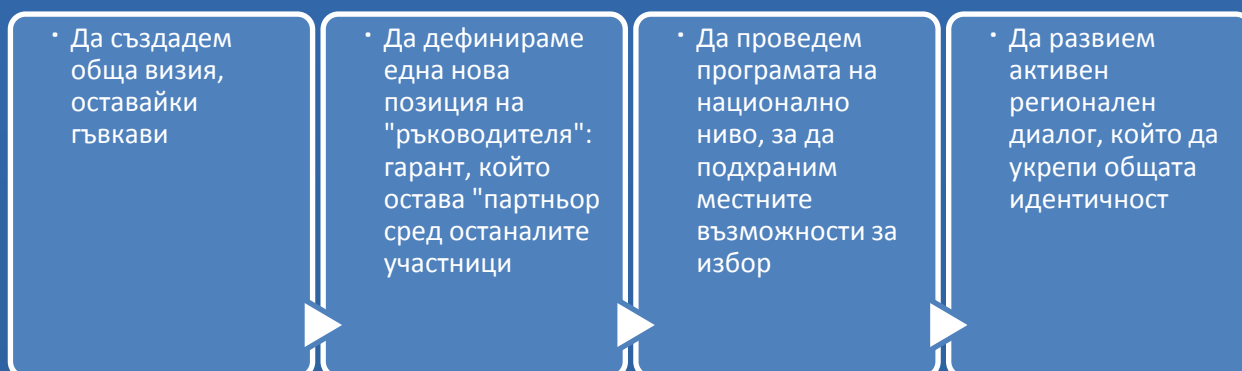 · Да създадем
обща визия,
оставайки
гъвкави
· Да дефинираме
една нова
позиция на
"ръководителя":
гарант, който
остава "партньор
сред останалите
участници
· Да проведем
програмата на
национално
ниво, за да
подхраним
местните
възможности за
избор
· Да развием
активен
регионален
диалог, който да
укрепи общата
идентичност